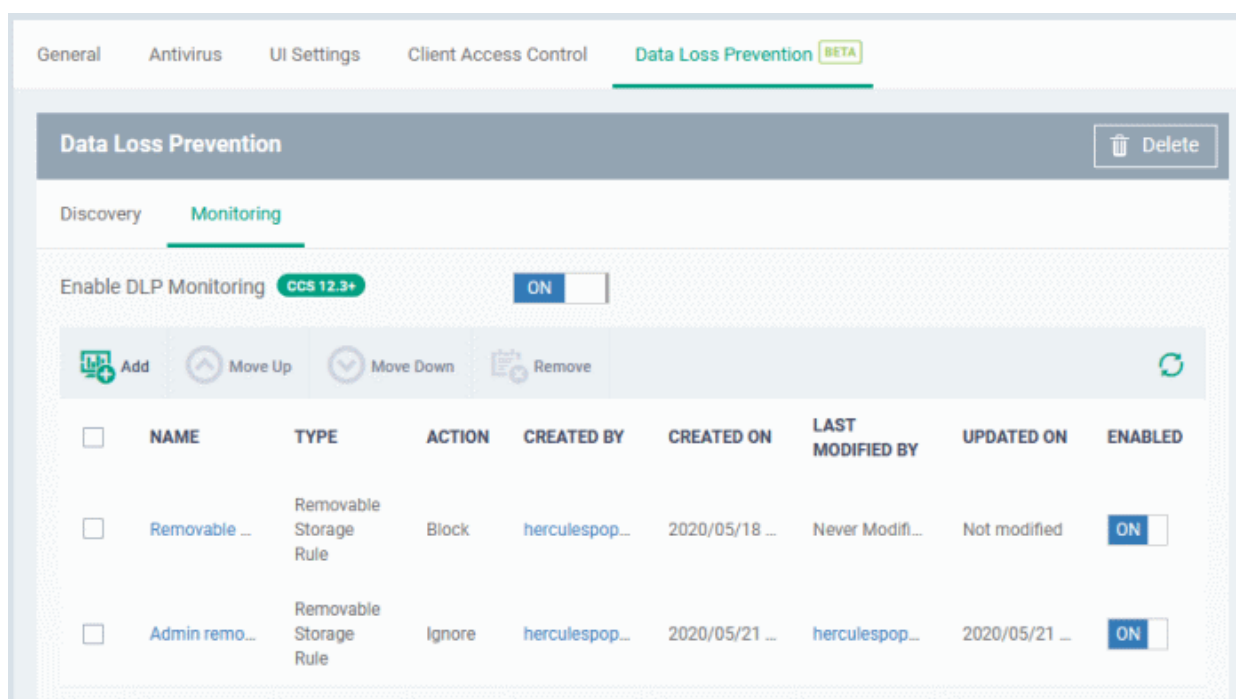 General Antivirus UI Settings Client Access Control Data Loss Prevention BETA
Data Loss Prevention Delete
Discovery Monitoring
Enable DLP Monitoring CCS 12.3+ ON
Add Move Up Move Down Remove
NAME TYPE ACTION CREATED BY CREATED ON LAST MODIFIED BY UPDATED ON ENABLED
Removable ... Removable Storage Rule Block herculespop... 2020/05/18 ... Never Modifi... Not modified ON
Admin remo... Removable Storage Rule Ignore herculespop... 2020/05/21 ... herculespop... 2020/05/21 ... ON